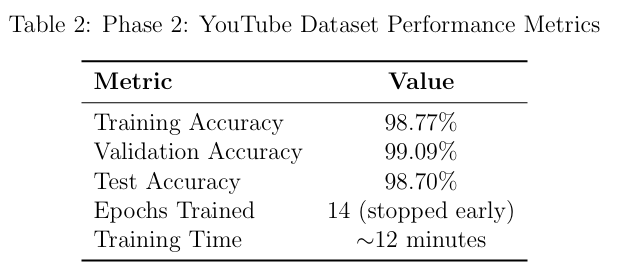 Table 2: Phase 2: YouTube Dataset Performance Metrics
Metric Value
Training Accuracy 98.77%
Validation Accuracy 99.09%
Test Accuracy 98.70%
Epochs Trained 14 (stopped early)
Training Time ∼12 minutes